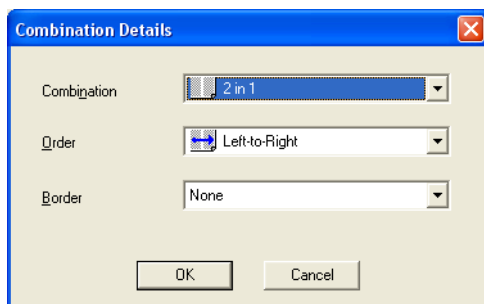 Combination Details
Combination
2 in 1
Order
Left-to-Right
Border
None
OK
Cancel